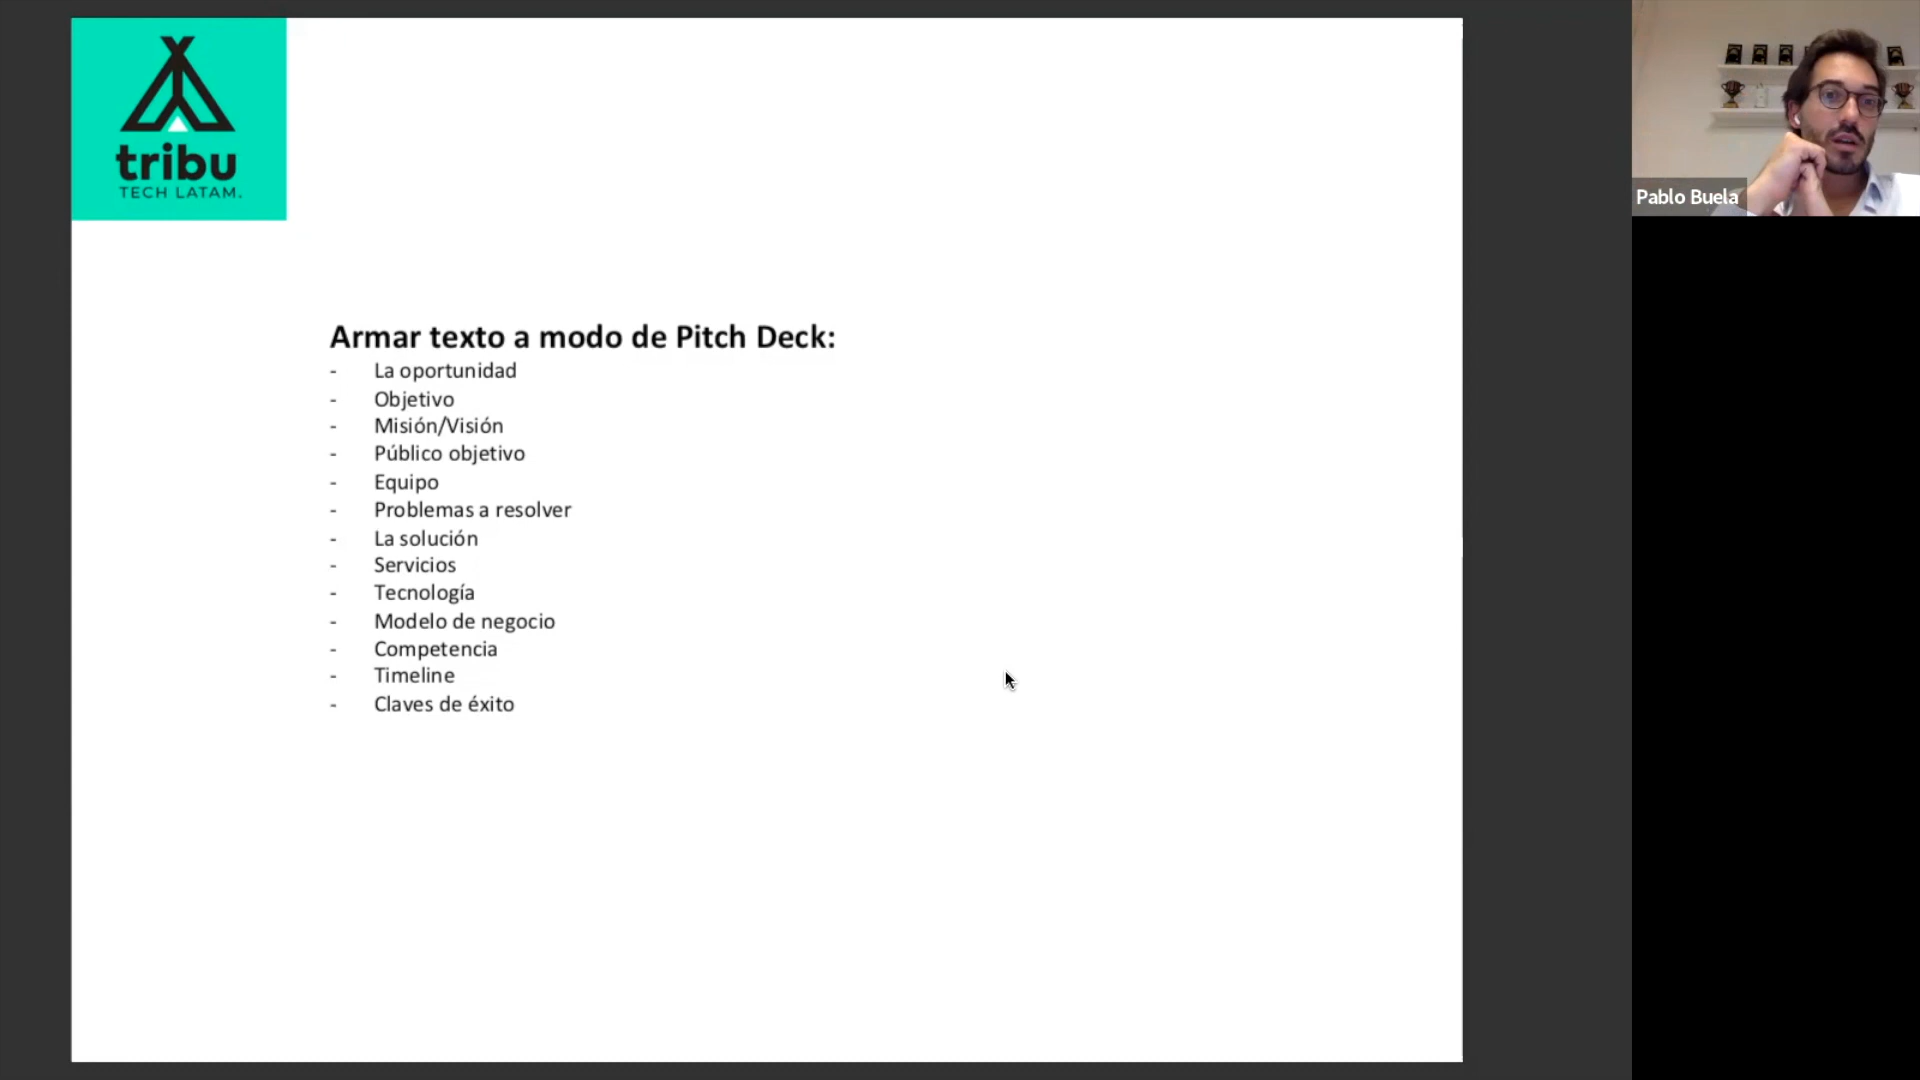 tribu
TECH LATAM.
Pablo Buela
Armar texto a modo de Pitch Deck:
- La oportunidad
- Objetivo
- Misión/Visión
- Público objetivo
- Equipo
- Problemas a resolver
- La solución
- Servicios
- Tecnología
- Modelo de negocio
- Competencia
- Timeline
- Claves de éxito